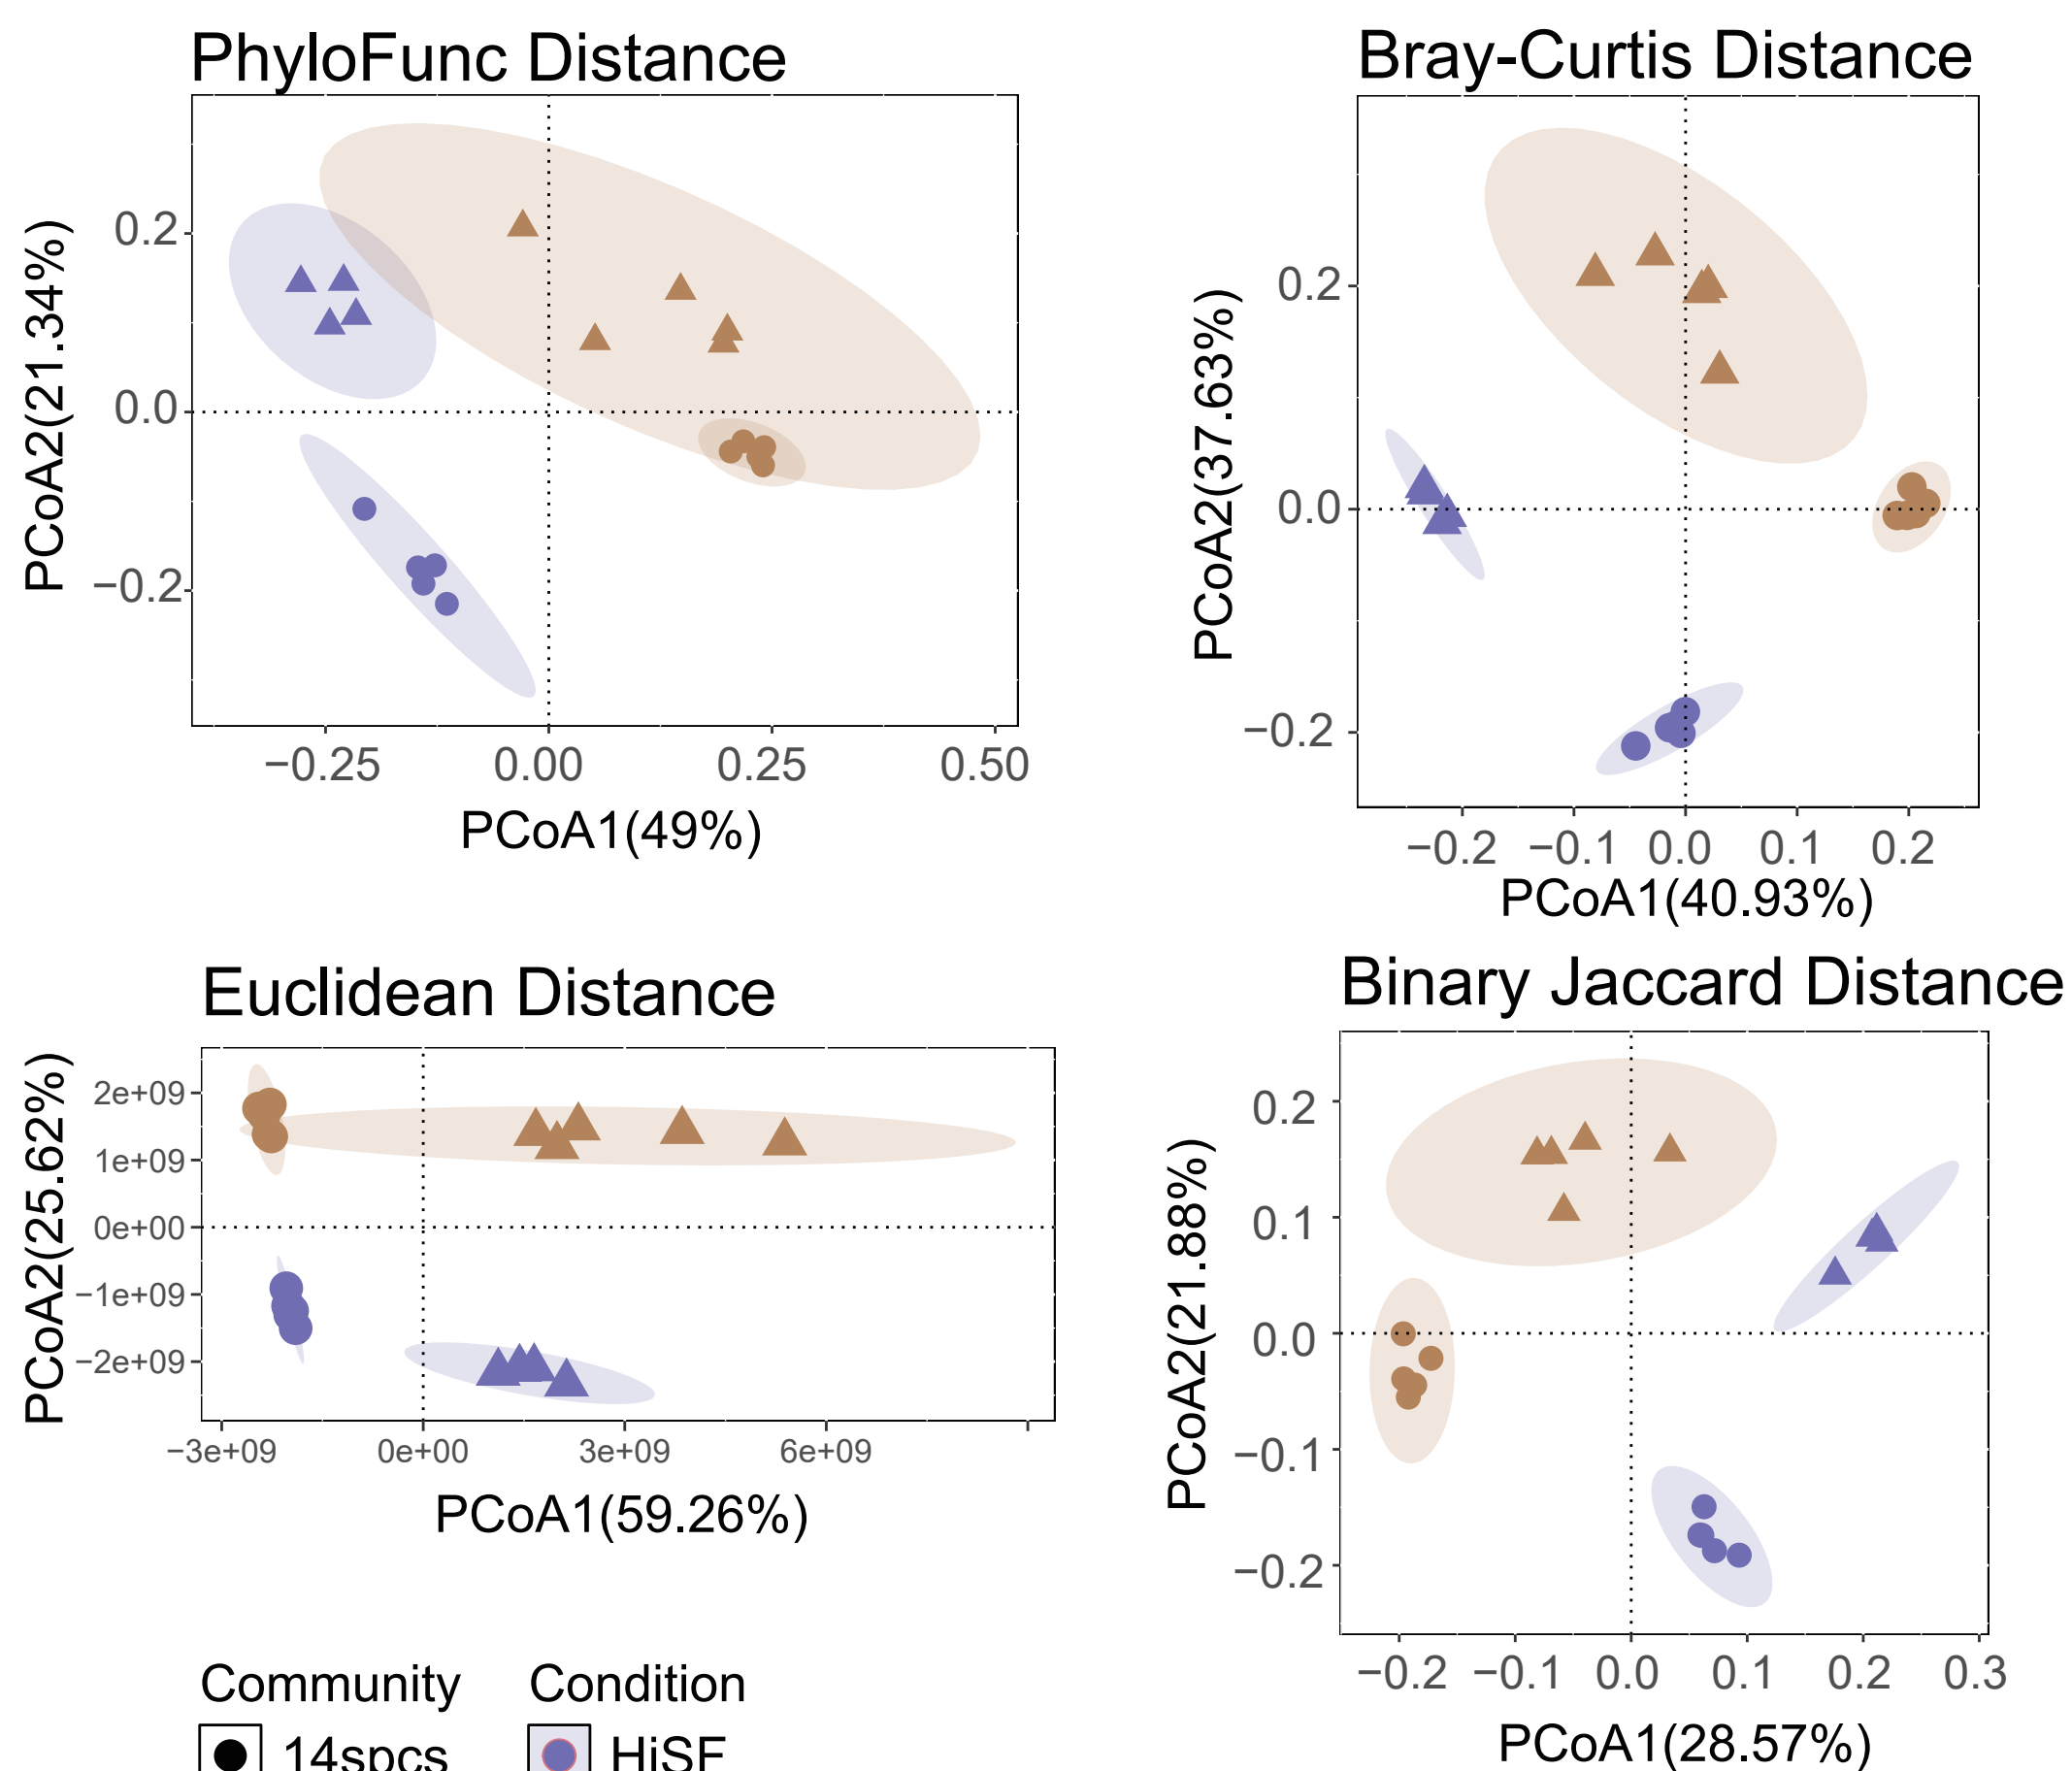 PhyloFunc Distance
PCoA2(21.34%)
0.2
0.0
−0.2
−0.25 0.00 0.25 0.50
PCoA1(49%)
Bray-Curtis Distance
PCoA2(37.63%)
0.2
0.0
−0.2
−0.2 −0.1 0.0 0.1 0.2
PCoA1(40.93%)
Euclidean Distance
PCoA2(25.62%)
2e+09
1e+09
0e+00
−1e+09
−2e+09
−3e+09 0e+00 3e+09 6e+09
PCoA1(59.26%)
Binary Jaccard Distance
PCoA2(21.88%)
0.2
0.1
0.0
−0.1
−0.2
−0.2 −0.1 0.0 0.1 0.2 0.3
PCoA1(28.57%)
Community Condition
14spcs HiSF